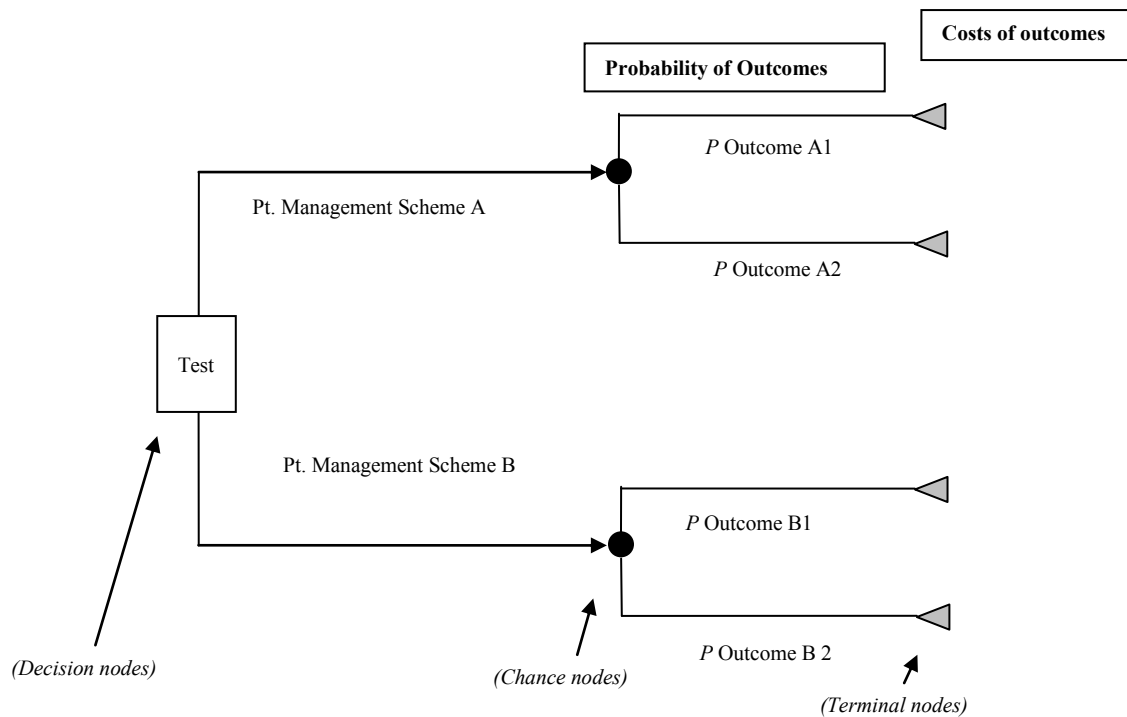 Costs of outcomes
Probability of Outcomes
P Outcome A1
Pt. Management Scheme A
P Outcome A2
Test
Pt. Management Scheme B
P Outcome B1
P Outcome B 2
(Decision nodes)
(Chance nodes)
(Terminal nodes)